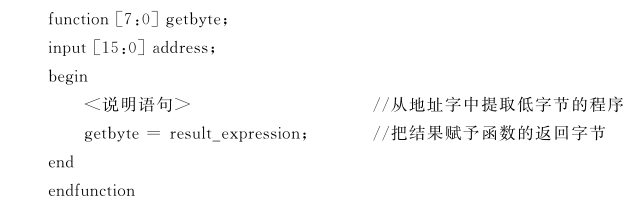 function [7:0] getbyte;
input [15:0] address;
begin
<说明语句> //从地址字中提取低字节的程序
getbyte = result_expression; //把结果赋予函数的返回字节
end
endfunction